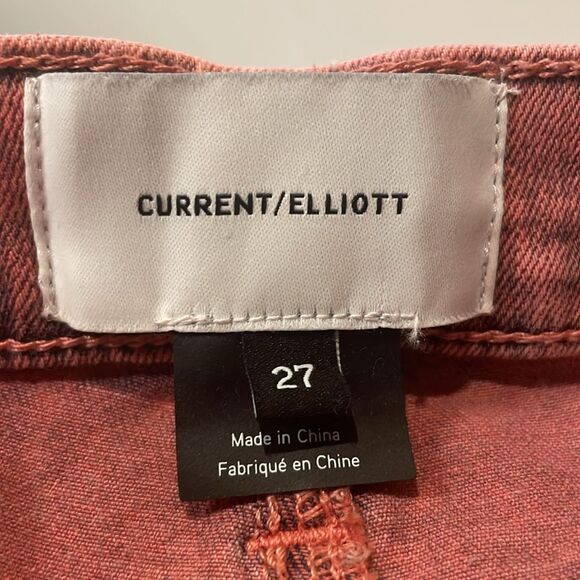 CURRENT/ELLIOTT
27
Made in China
Fabriqué en Chine